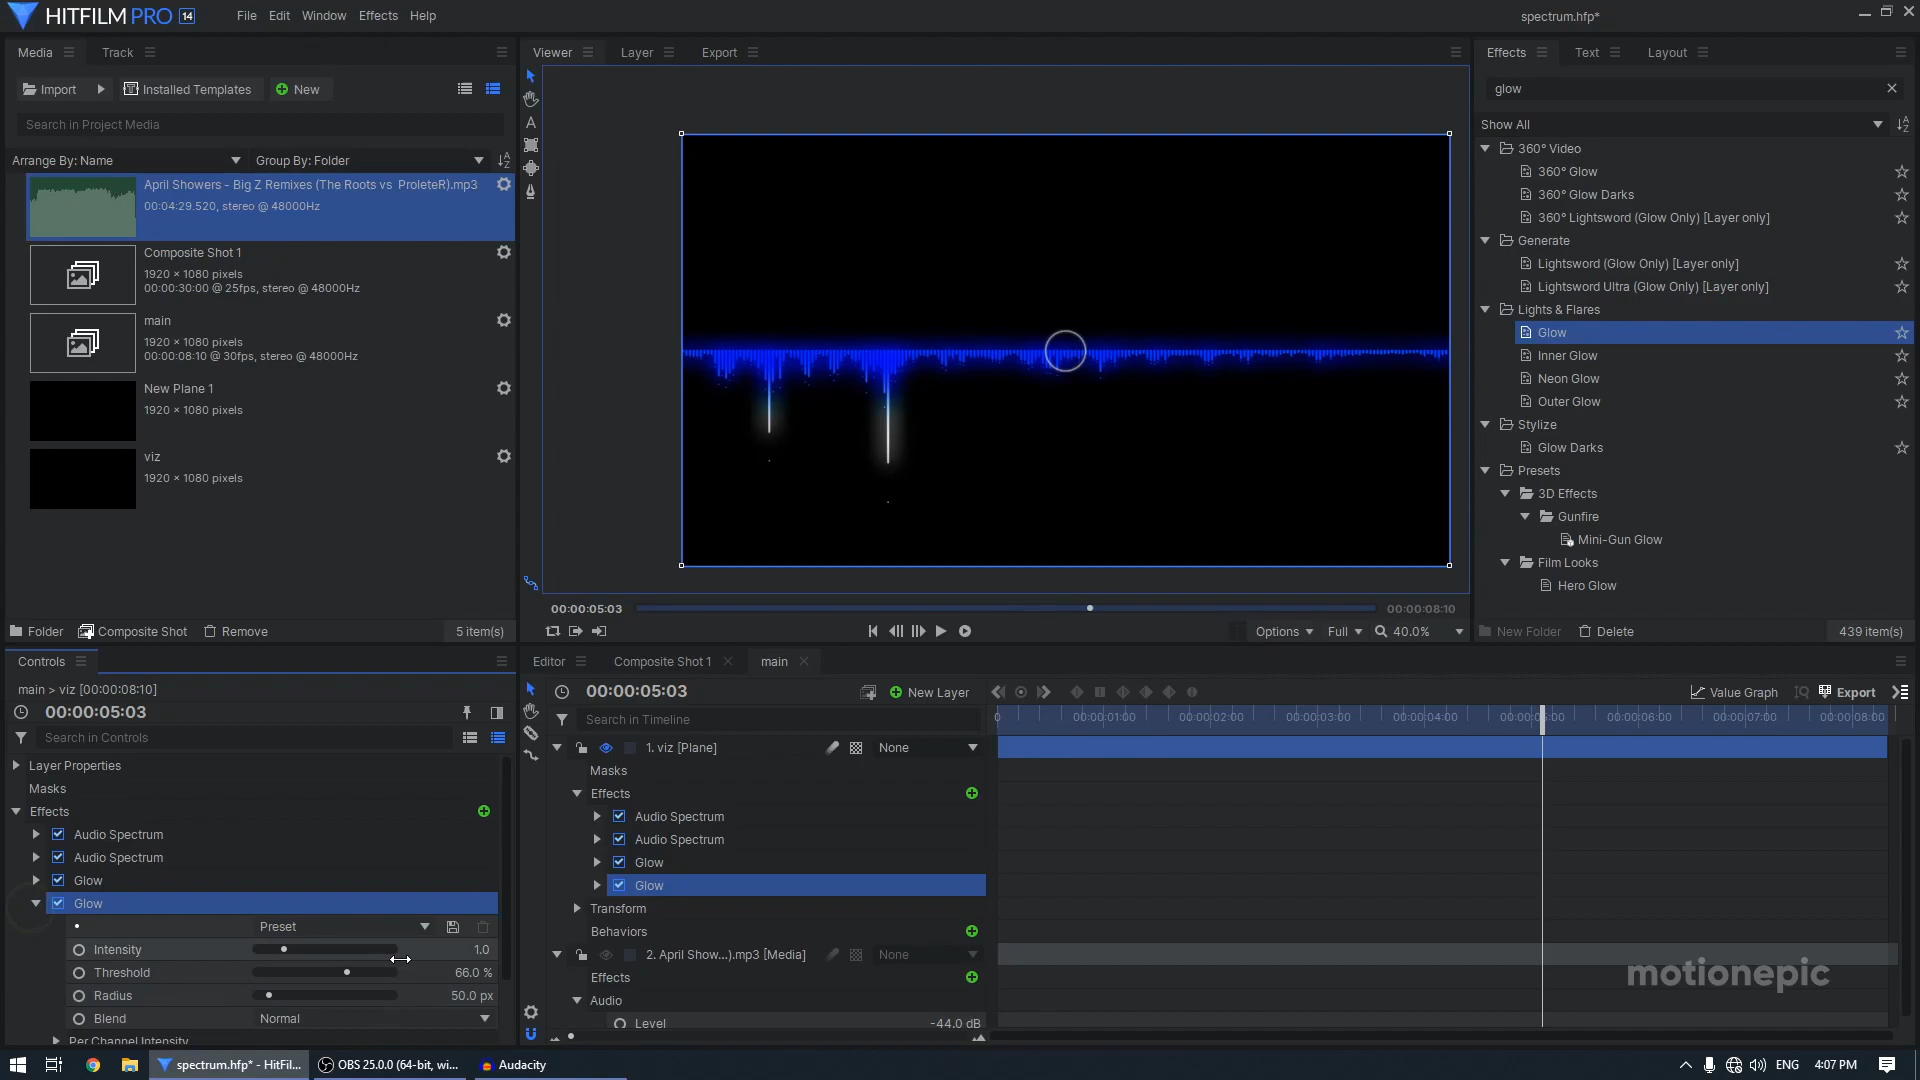 HITFILM PRO 14
File Edit Window Effects Help
spectrum.hfp*
Media
Track
Import
Installed Templates
New
Search in Project Media
Arrange By: Name
Group By: Folder
April Showers - Big Z Remixes (The Roots vs ProleteR).mp3
00:04:29.520, stereo @ 48000Hz
Composite Shot 1
1920 × 1080 pixels
00:00:30:00 @ 25fps, stereo @ 48000Hz
main
1920 × 1080 pixels
00:00:08:10 @ 30fps, stereo @ 48000Hz
New Plane 1
1920 × 1080 pixels
viz
1920 × 1080 pixels
Folder
Composite Shot
Remove
5 item(s)
Viewer
Layer
Export
A
00:00:05:03
00:00:08:10
Options
Full
40.0%
Effects
Text
Layout
glow
Show All
360° Video
360° Glow
360° Glow Darks
360° Lightsword (Glow Only) [Layer only]
Generate
Lightsword (Glow Only) [Layer only]
Lightsword Ultra (Glow Only) [Layer only]
Lights & Flares
Glow
Inner Glow
Neon Glow
Outer Glow
Stylize
Glow Darks
Presets
3D Effects
Gunfire
Mini-Gun Glow
Film Looks
Hero Glow
New Folder
Delete
439 item(s)
Controls
main > viz [00:00:08:10]
00:00:05:03
Search in Controls
Layer Properties
Masks
Effects
Audio Spectrum
Audio Spectrum
Glow
Glow
Preset
Intensity 1.0
Threshold 66.0 %
Radius 50.0 px
Blend Normal
Per Channel Intensity
Editor
Composite Shot 1
main
00:00:05:03
New Layer
Value Graph
Export
Search in Timeline
0 00:00:01:00 00:00:02:00 00:00:03:00 00:00:04:00 00:00:05:00 00:00:06:00 00:00:07:00 00:00:08:00
1. viz [Plane] None
Masks
Effects
Audio Spectrum
Audio Spectrum
Glow
Glow
Transform
Behaviors
2. April Show...).mp3 [Media] None
Effects
Audio
Level -44.0 dB
motionepic
spectrum.hfp* - HitFil...
OBS 25.0.0 (64-bit, wi...
Audacity
ENG
4:07 PM